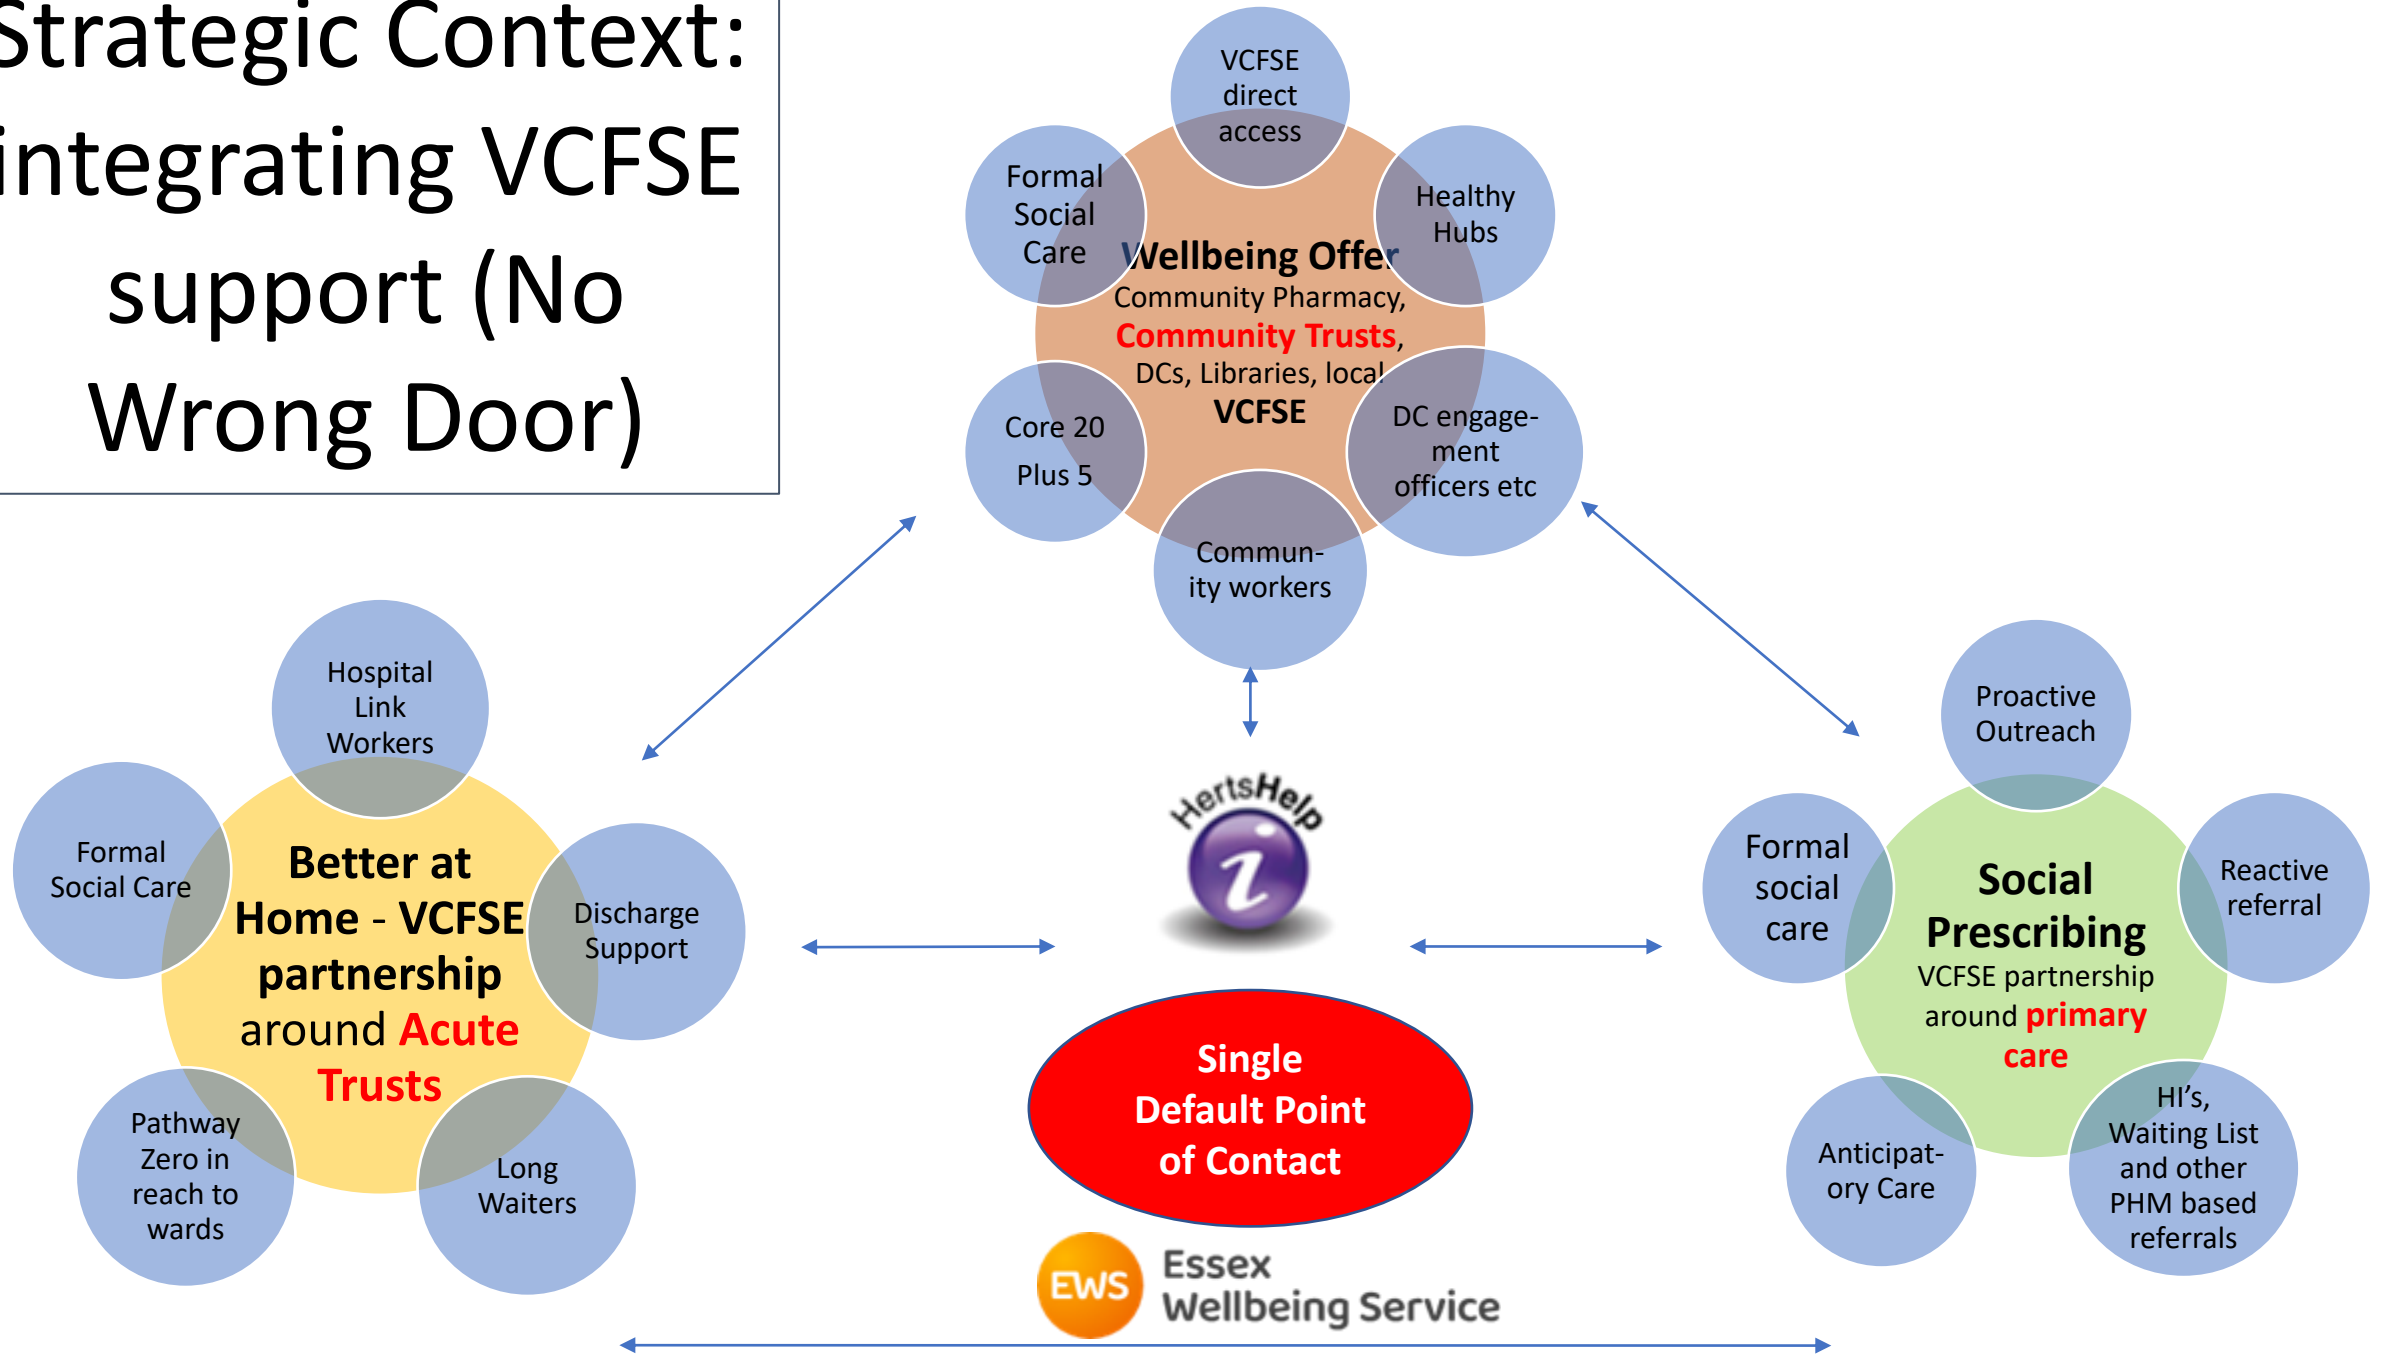 Strategic Context:
integrating VCFSE
support (No
Wrong Door)
VCFSE
direct
access
Formal
Social
Care
Healthy
Hubs
Wellbeing Offer
Community Pharmacy,
Community Trusts,
DCs, Libraries, local
VCFSE
Core 20
Plus 5
DC engage-
ment
officers etc
Commun-
ity workers
Hospital
Link
Workers
Formal
Social Care
Better at
Home - VCFSE
partnership
around Acute
Trusts
Discharge
Support
Pathway
Zero in
reach to
wards
Long
Waiters
HertsHelp
i
Single
Default Point
of Contact
EWS
Essex
Wellbeing Service
Proactive
Outreach
Formal
social
care
Social
Prescribing
VCFSE partnership
around primary
care
Reactive
referral
Anticipat-
ory Care
HI’s,
Waiting List
and other
PHM based
referrals